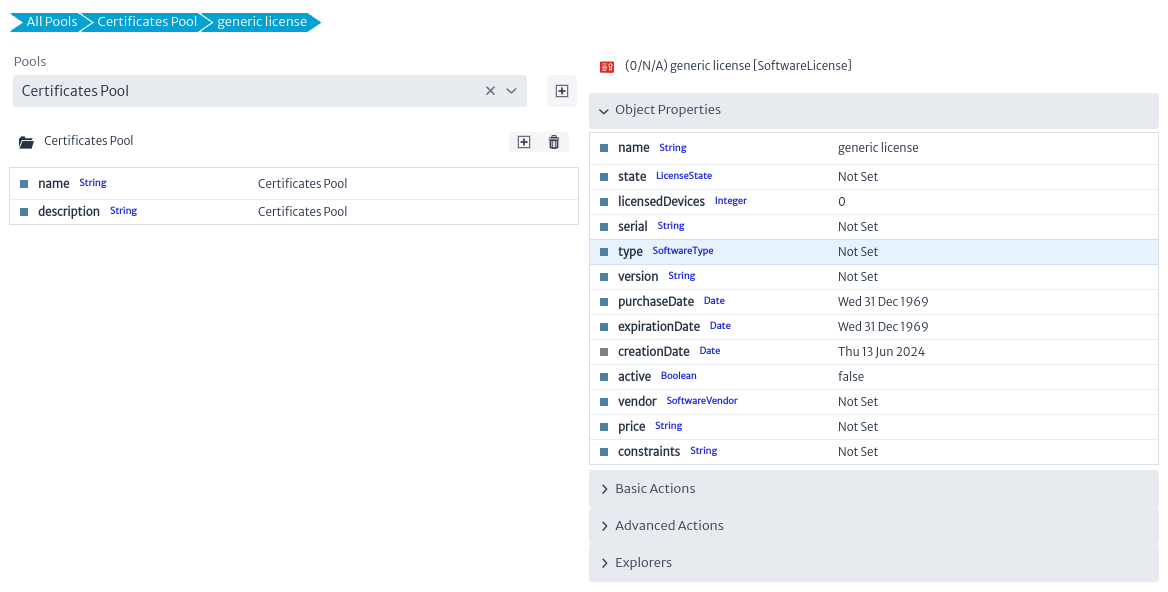 All Pools Certificates Pool generic license
Pools
Certificates Pool
Certificates Pool
name String Certificates Pool
description String Certificates Pool
(0/N/A) generic license [SoftwareLicense]
Object Properties
name String generic license
state LicenseState Not Set
licensedDevices Integer 0
serial String Not Set
type SoftwareType Not Set
version String Not Set
purchaseDate Date Wed 31 Dec 1969
expirationDate Date Wed 31 Dec 1969
creationDate Date Thu 13 Jun 2024
active Boolean false
vendor SoftwareVendor Not Set
price String Not Set
constraints String Not Set
Basic Actions
Advanced Actions
Explorers